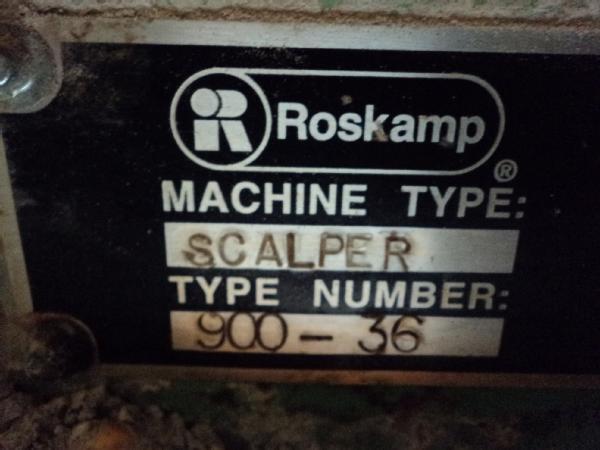 R Roskamp ®
MACHINE TYPE:
SCALPER
TYPE NUMBER:
900-36